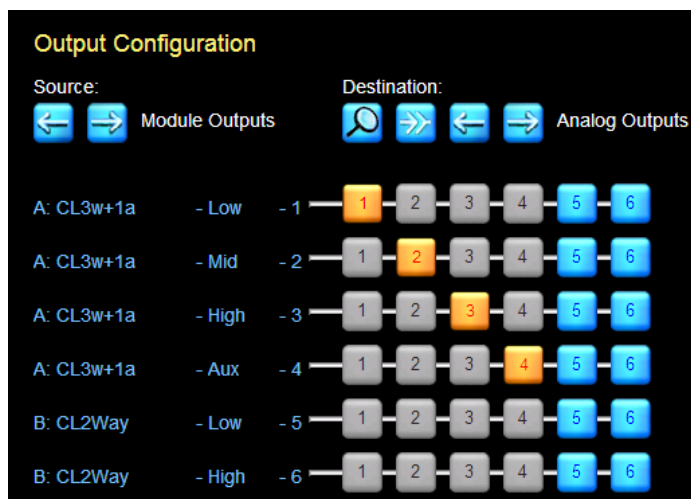 Output Configuration
Source: Destination:
Module Outputs Analog Outputs
A: CL3w+1a - Low - 1 1 2 3 4 5 6
A: CL3w+1a - Mid - 2 1 2 3 4 5 6
A: CL3w+1a - High - 3 1 2 3 4 5 6
A: CL3w+1a - Aux - 4 1 2 3 4 5 6
B: CL2Way - Low - 5 1 2 3 4 5 6
B: CL2Way - High - 6 1 2 3 4 5 6